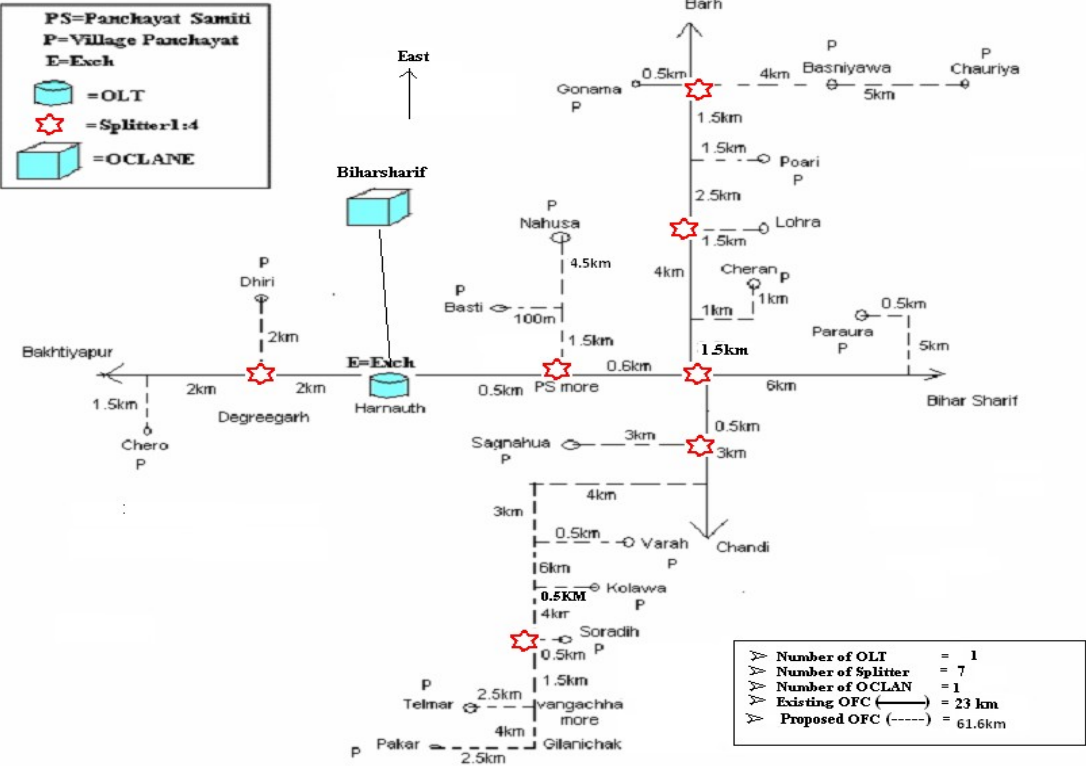 PS=Panchayat Samiti
P=Village Panchayat
E=Exch
=OLT
=Splitter1:4
=OCLANE
East
Barh
P
P
0.5km
4km
Basniyawa
Chauriya
Gonama
5km
P
1.5km
1.5km
Poari
P
Biharsharif
2.5km
P
Nahusa
Lohra
1.5km
4.5km
4km
Cheran
P
P
Dhiri
P
Basti
1km
1km
0.5km
100m
Paraura
P
2km
1.5km
5km
Bakhtiyapur
E=Exch
0.6km
1.5km
2km
2km
0.5km
PS more
6km
Bihar Sharif
1.5km
Degreegarh
Harnauth
0.5km
Chero
P
Sagnahua
P
3km
3km
4km
3km
0.5km
Varah
P
Chandi
6km
Kolawa
P
0.5KM
4km
Soradih
P
0.5km
1.5km
P
Telmar
2.5km
vangachha
more
4km
P
Pakar
Gilanichak
2.5km
Number of OLT = 1
Number of Splitter = 7
Number of OCLAN = 1
Existing OFC ( ) = 23 km
Proposed OFC (-----) = 61.6km